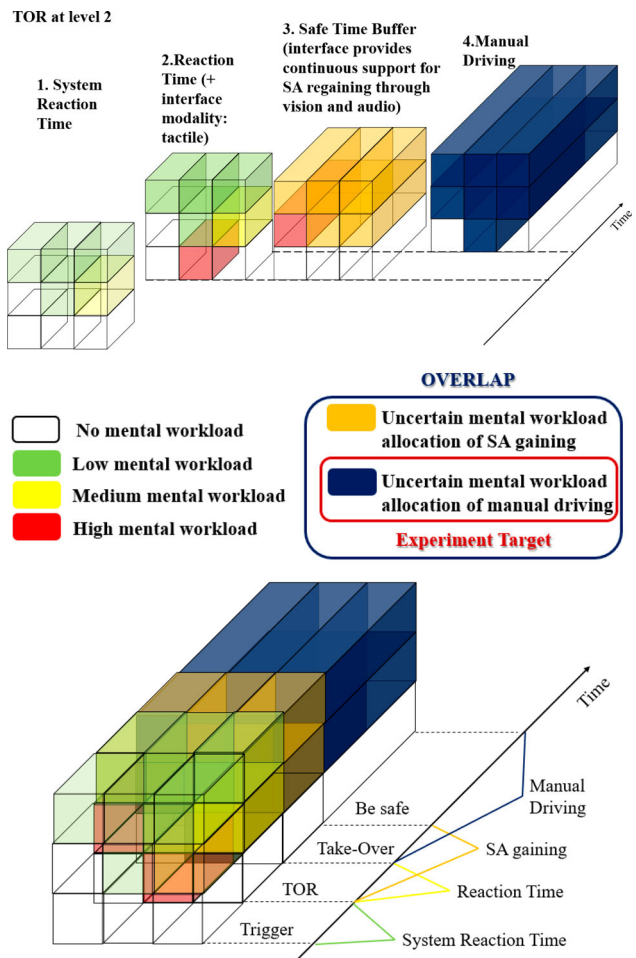 TOR at level 2
1. System
Reaction
Time
2.Reaction
Time (+
interface
modality:
tactile)
3. Safe Time Buffer
(interface provides
continuous support for
SA regaining through
vision and audio)
4.Manual
Driving
Time
OVERLAP
No mental workload
Low mental workload
Medium mental workload
High mental workload
Uncertain mental workload
allocation of SA gaining
Uncertain mental workload
allocation of manual driving
Experiment Target
Time
Be safe
Take-Over
TOR
Trigger
Manual
Driving
SA gaining
Reaction Time
System Reaction Time